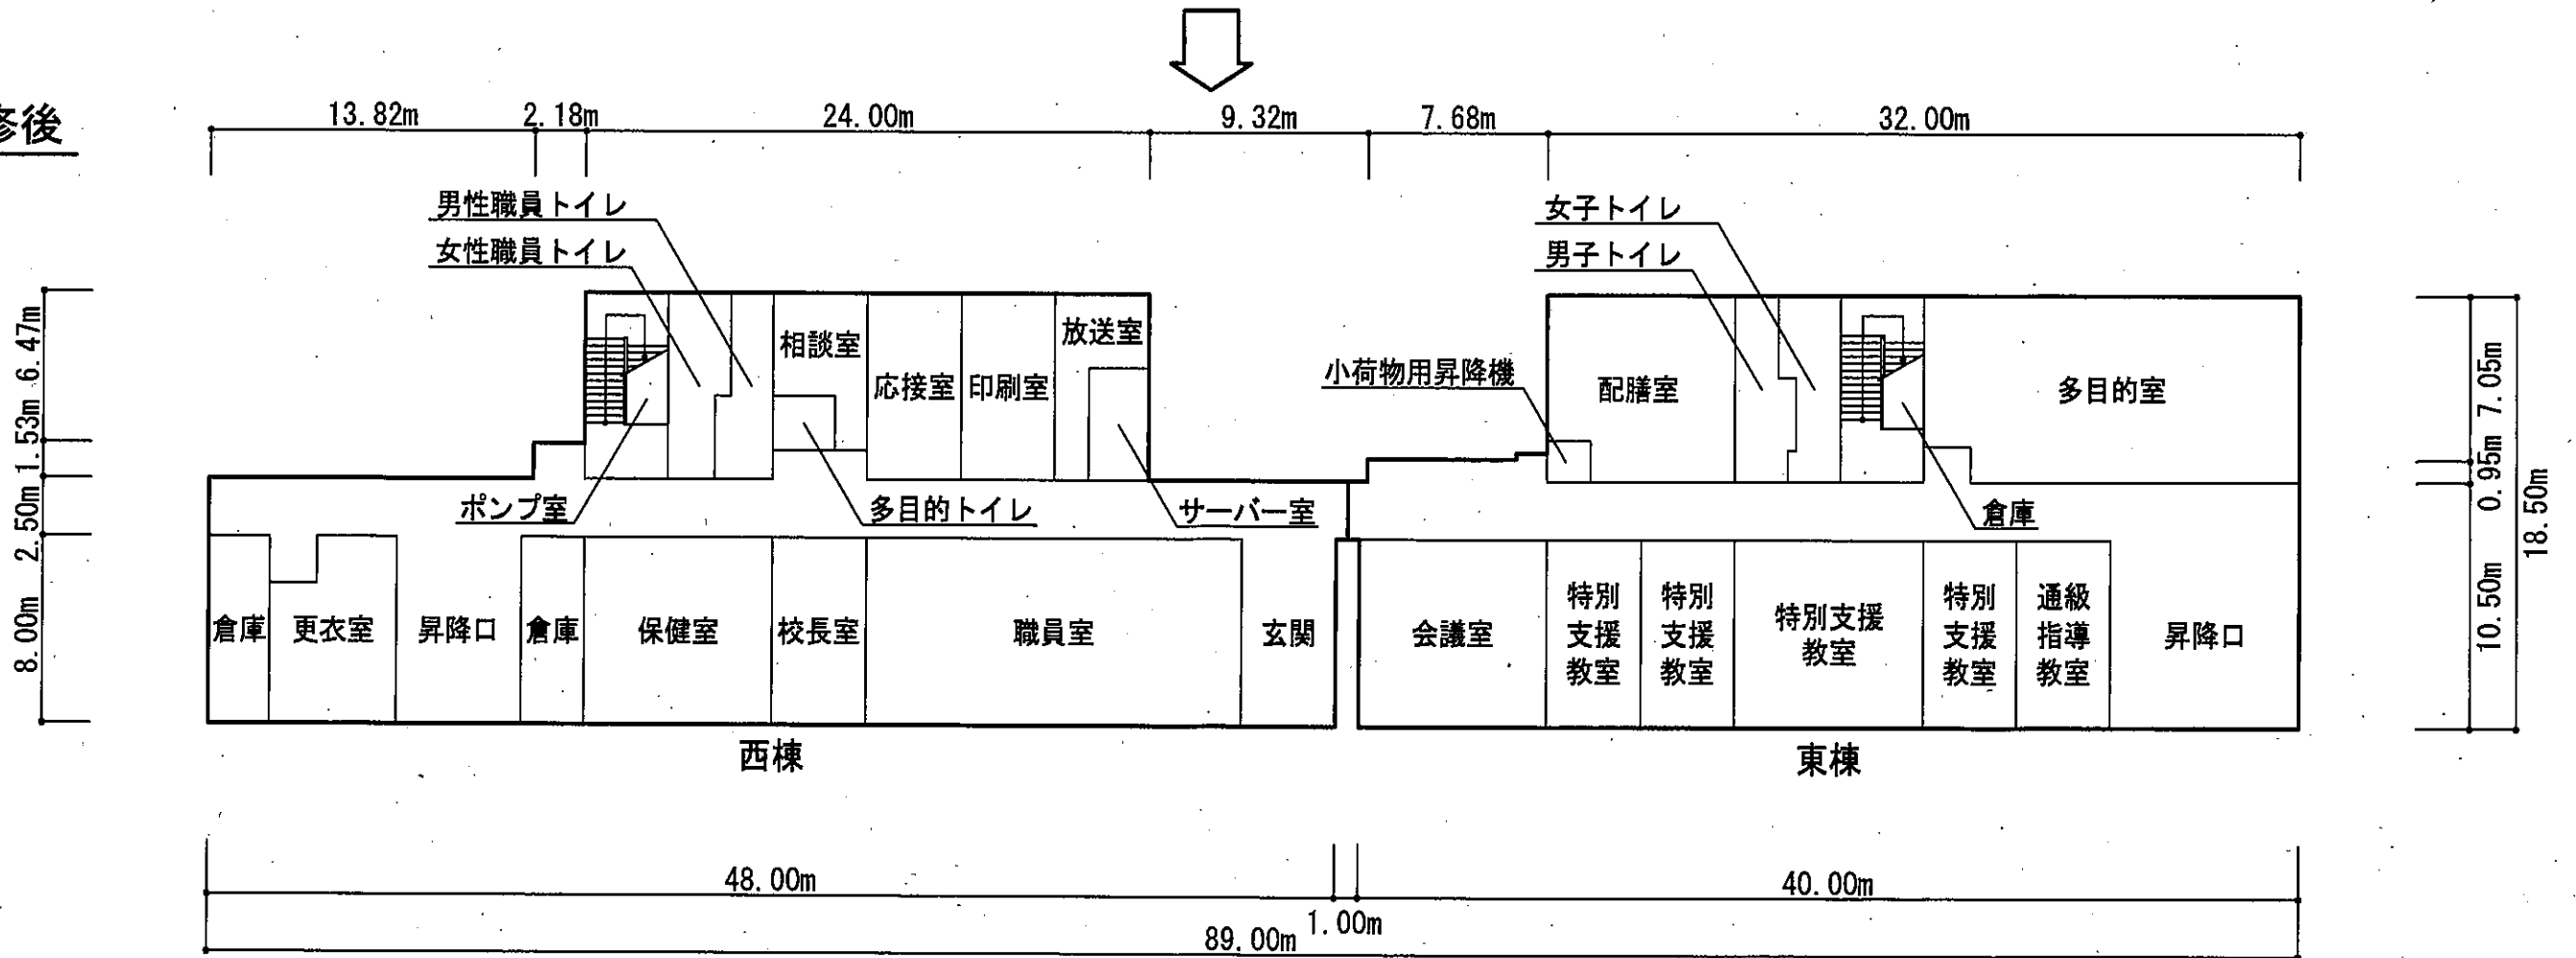 修後
13.82m
2.18m
24.00m
9.32m
7.68m
32.00m
男性職員トイレ
女性職員トイレ
女子トイレ
男子トイレ
6.47m
1.53m
2.50m
8.00m
相談室
応接室
印刷室
放送室
小荷物用昇降機
配膳室
多目的室
7.05m
0.95m
10.50m
18.50m
ポンプ室
多目的トイレ
サーバー室
倉庫
倉庫
更衣室
昇降口
倉庫
保健室
校長室
職員室
玄関
会議室
特別
支援
教室
特別
支援
教室
特別支援
教室
特別
支援
教室
通級
指導
教室
昇降口
西棟
東棟
48.00m
40.00m
1.00m
89.00m